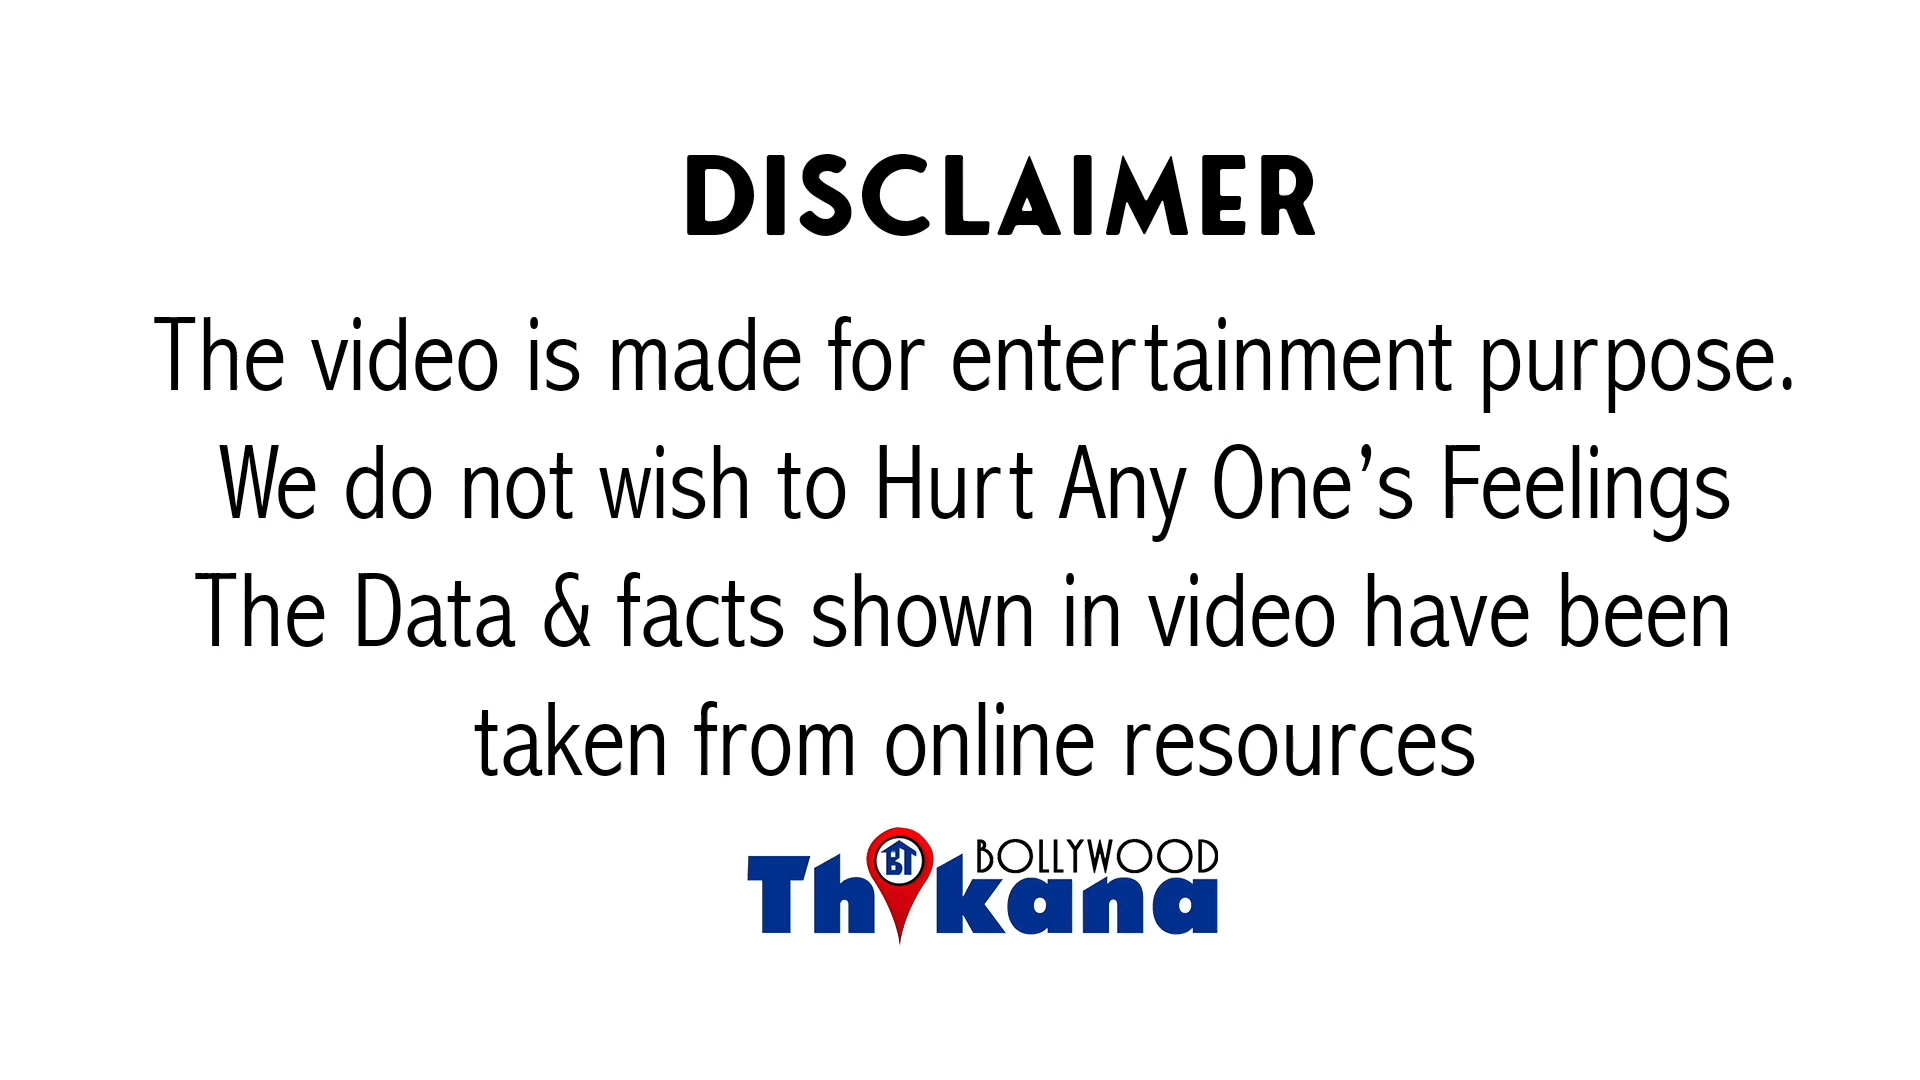 DISCLAIMER
The video is made for entertainment purpose.
We do not wish to Hurt Any One’s Feelings
The Data & facts shown in video have been
taken from online resources
BT BOLLYWOOD
Thikana